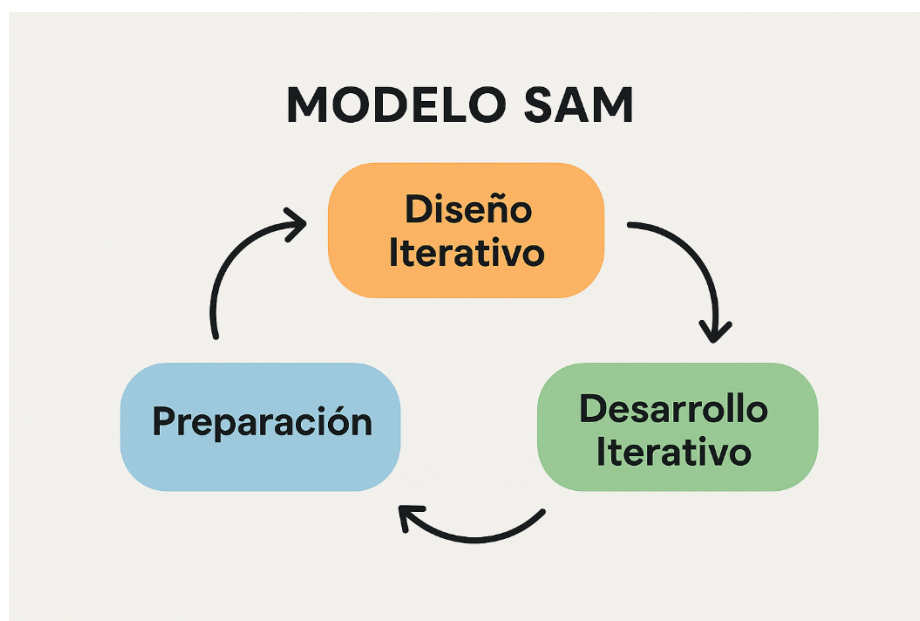 MODELO SAM
Diseño
Iterativo
Preparación
Desarrollo
Iterativo